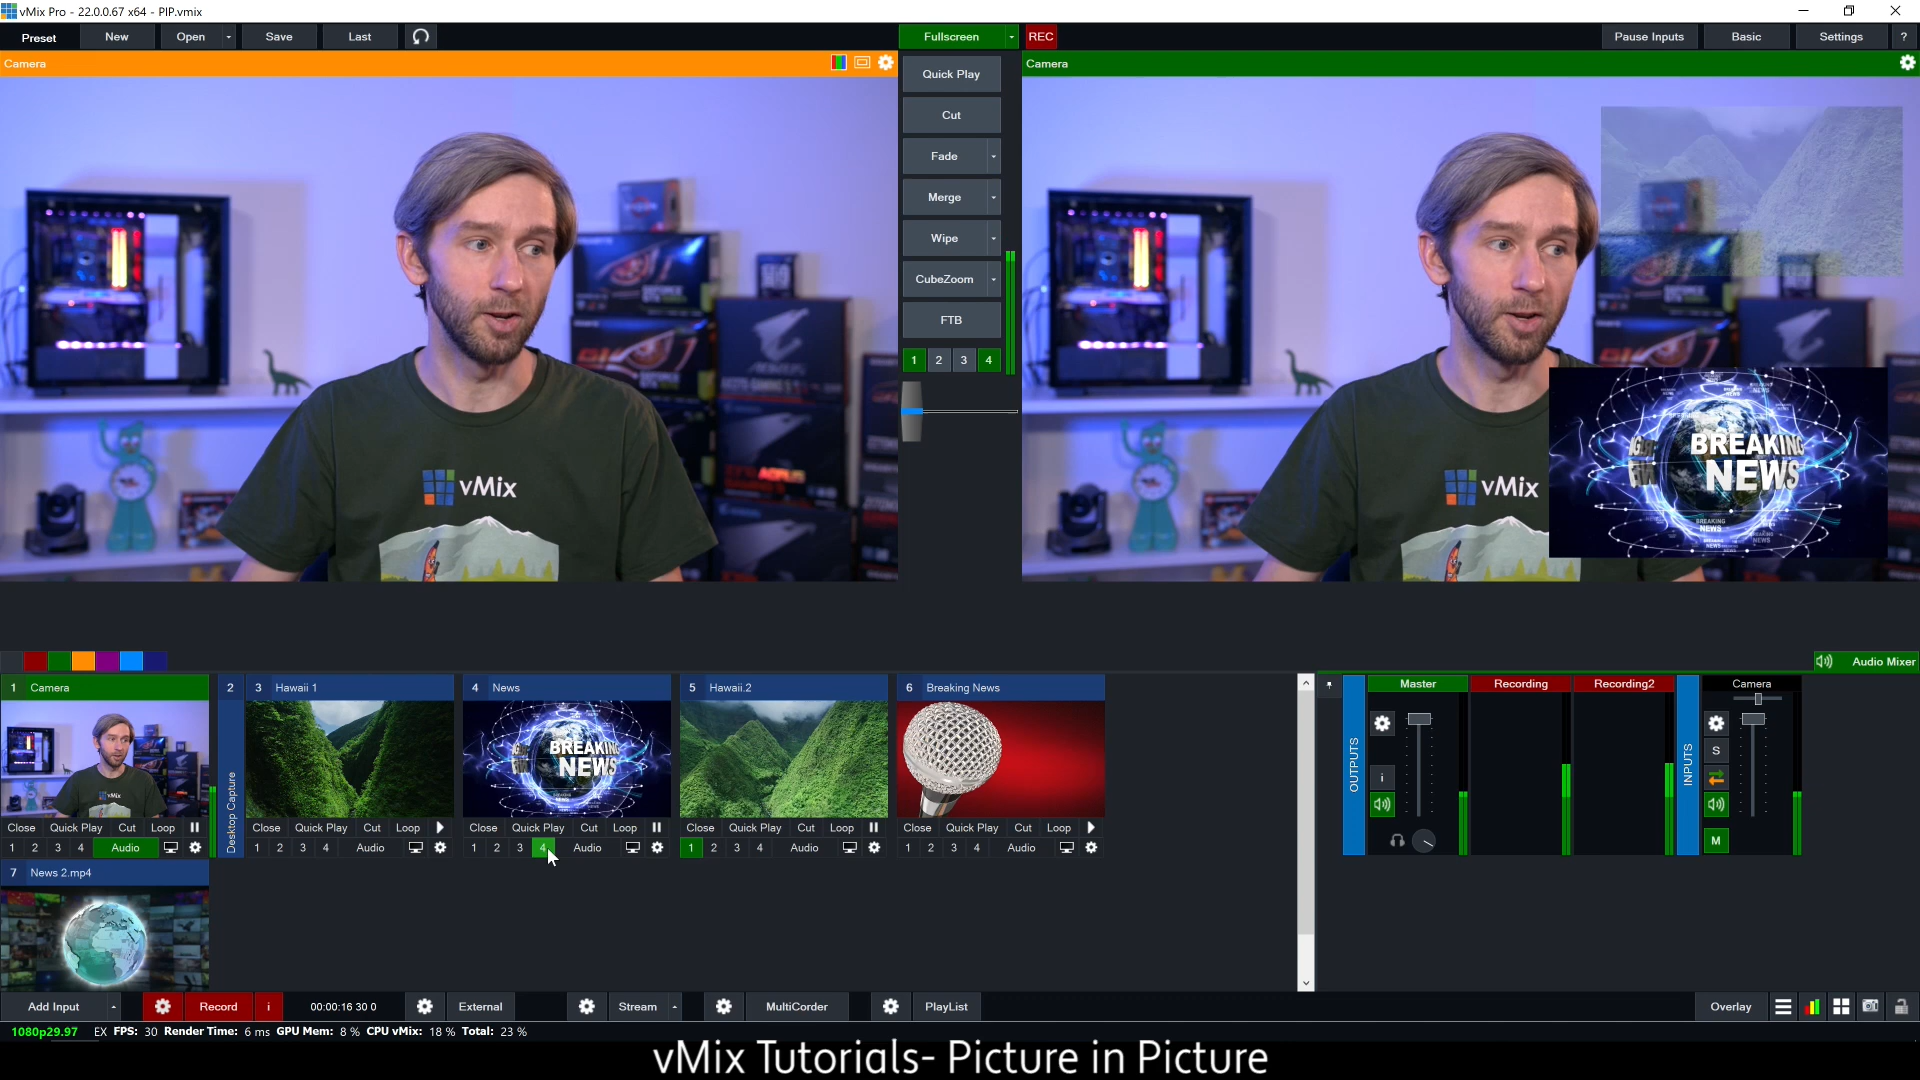 vMix Pro - 22.0.0.67 x64 - PIP.vmix
Preset New Open Save Last Fullscreen REC Pause Inputs Basic Settings ?
Camera
Camera
Quick Play
Cut
Fade
Merge
Wipe
CubeZoom
FTB
1 2 3 4
vMix
vMix
BREAKING
NEWS
BREAKING
NEWS
Audio Mixer
1 Camera
Close Quick Play Cut Loop
1 2 3 4 Audio
2
Desktop Capture
3 Hawaii 1
Close Quick Play Cut Loop
1 2 3 4 Audio
4 News
BREAKING
NEWS
Close Quick Play Cut Loop
1 2 3 4 Audio
5 Hawaii.2
Close Quick Play Cut Loop
1 2 3 4 Audio
6 Breaking News
Close Quick Play Cut Loop
1 2 3 4 Audio
7 News 2.mp4
OUTPUTS
Master Recording Recording2
i
INPUTS
Camera
S
M
Add Input Record i 00:00:16 30 0 External Stream MultiCorder PlayList Overlay
1080p29.97 EX FPS: 30 Render Time: 6 ms GPU Mem: 8 % CPU vMix: 18 % Total: 23 %
vMix Tutorials- Picture in Picture